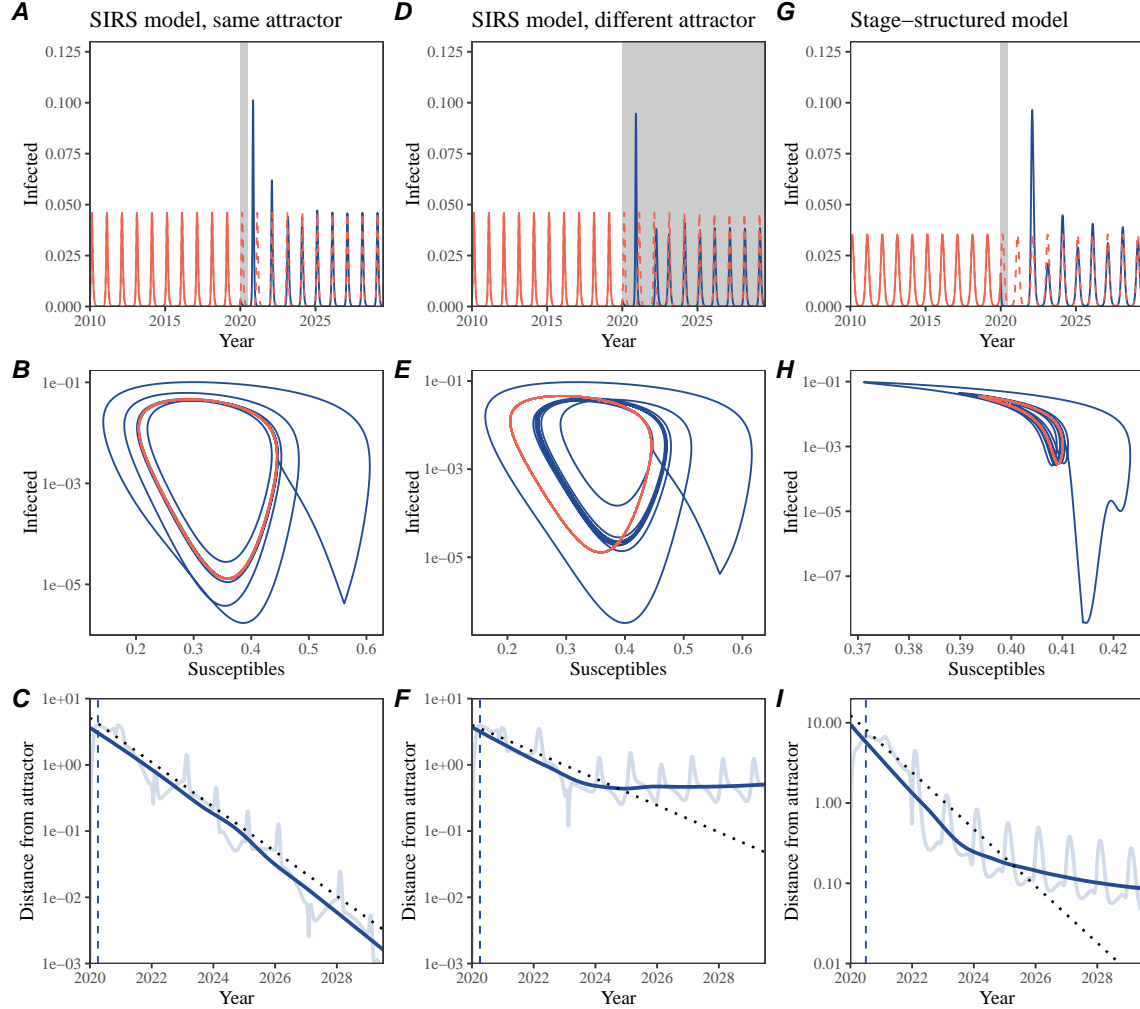 A SIRS model, same attractor
0.125
0.100
0.075
0.050
0.025
0.000
Infected
2010 2015 2020 2025
Year
D SIRS model, different attractor
0.125
0.100
0.075
0.050
0.025
0.000
Infected
2010 2015 2020 2025
Year
G Stage−structured model
0.125
0.100
0.075
0.050
0.025
0.000
Infected
2010 2015 2020 2025
Year
B
1e−01
1e−03
1e−05
Infected
0.2 0.3 0.4 0.5 0.6
Susceptibles
E
1e−01
1e−03
1e−05
Infected
0.2 0.3 0.4 0.5 0.6
Susceptibles
H
1e−01
1e−03
1e−05
1e−07
Infected
0.37 0.38 0.39 0.40 0.41 0.42
Susceptibles
C
1e+01
1e+00
1e−01
1e−02
1e−03
Distance from attractor
2020 2022 2024 2026 2028
Year
F
1e+01
1e+00
1e−01
1e−02
1e−03
Distance from attractor
2020 2022 2024 2026 2028
Year
I
10.00
1.00
0.10
0.01
Distance from attractor
2020 2022 2024 2026 2028
Year